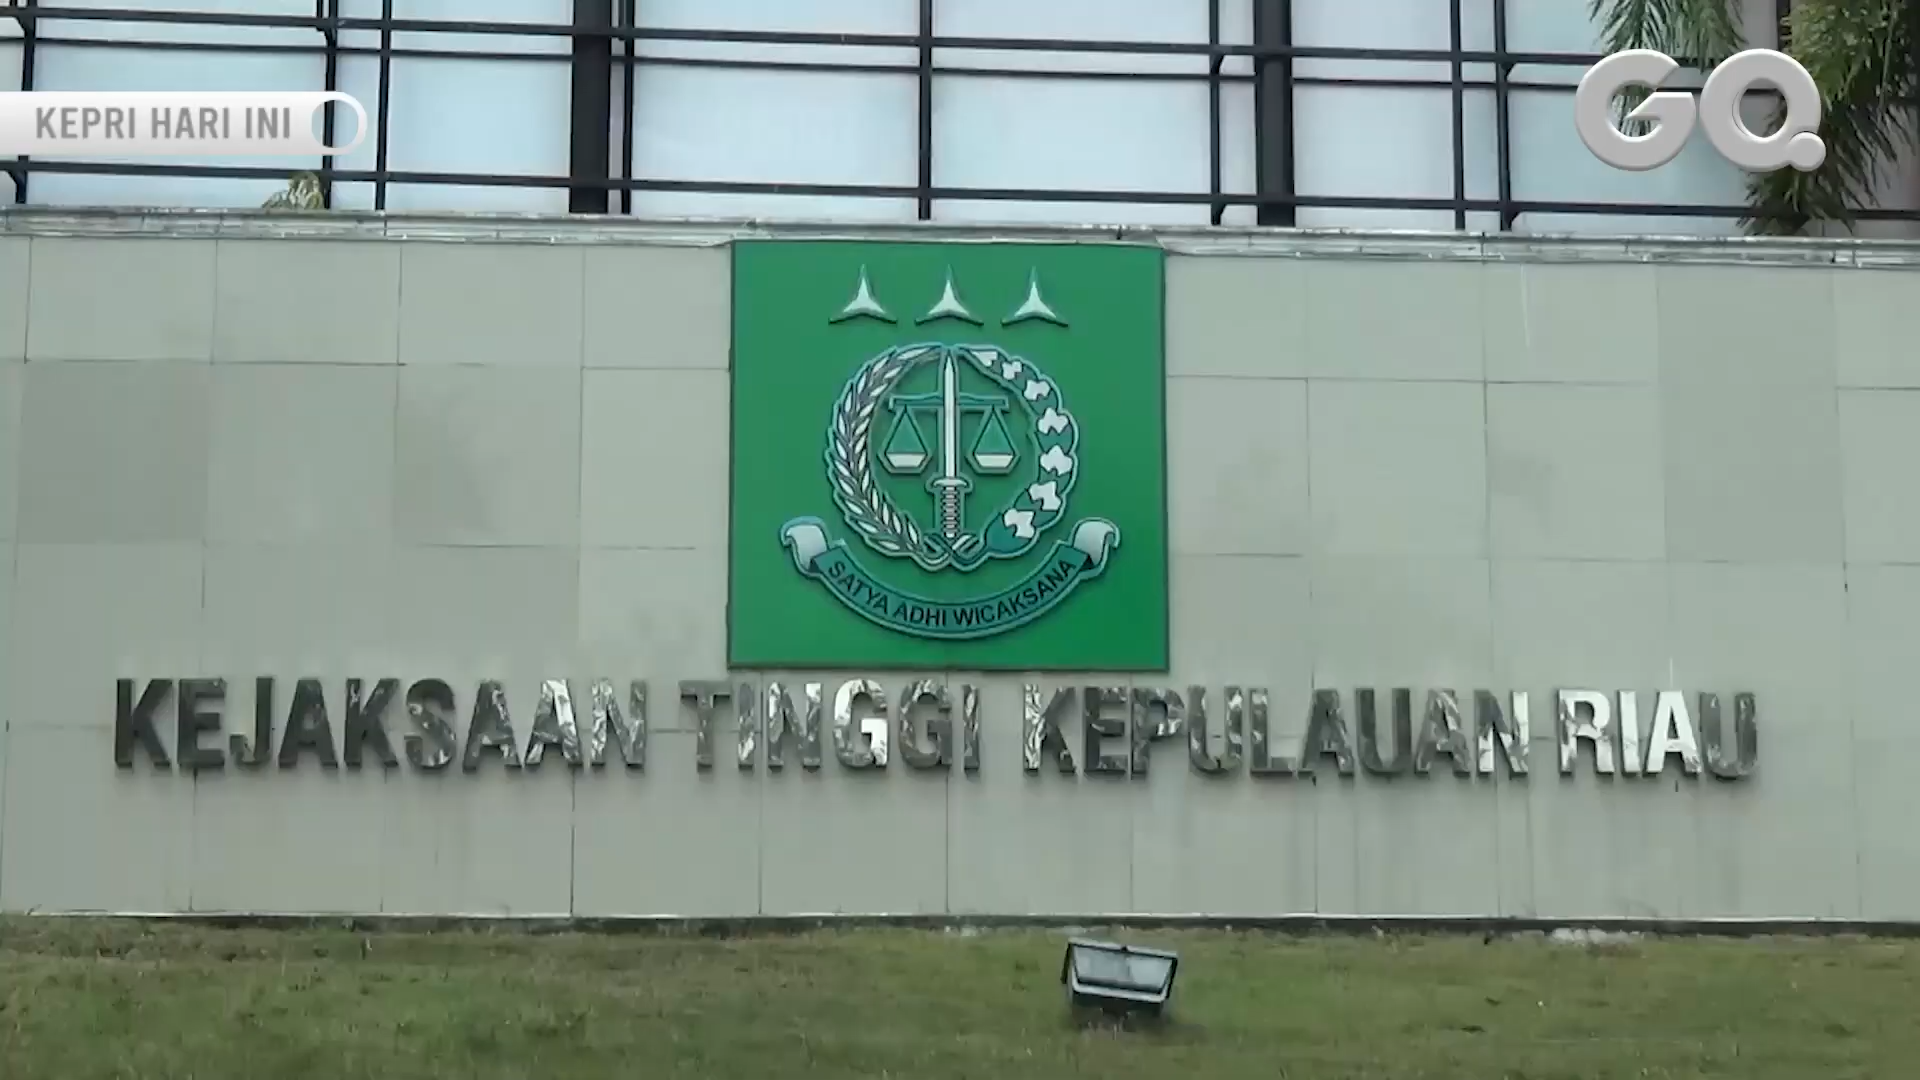 KEPRI HARI INI
GQ
SATYA ADHI WICAKSANA
KEJAKSAAN TINGGI KEPULAUAN RIAU